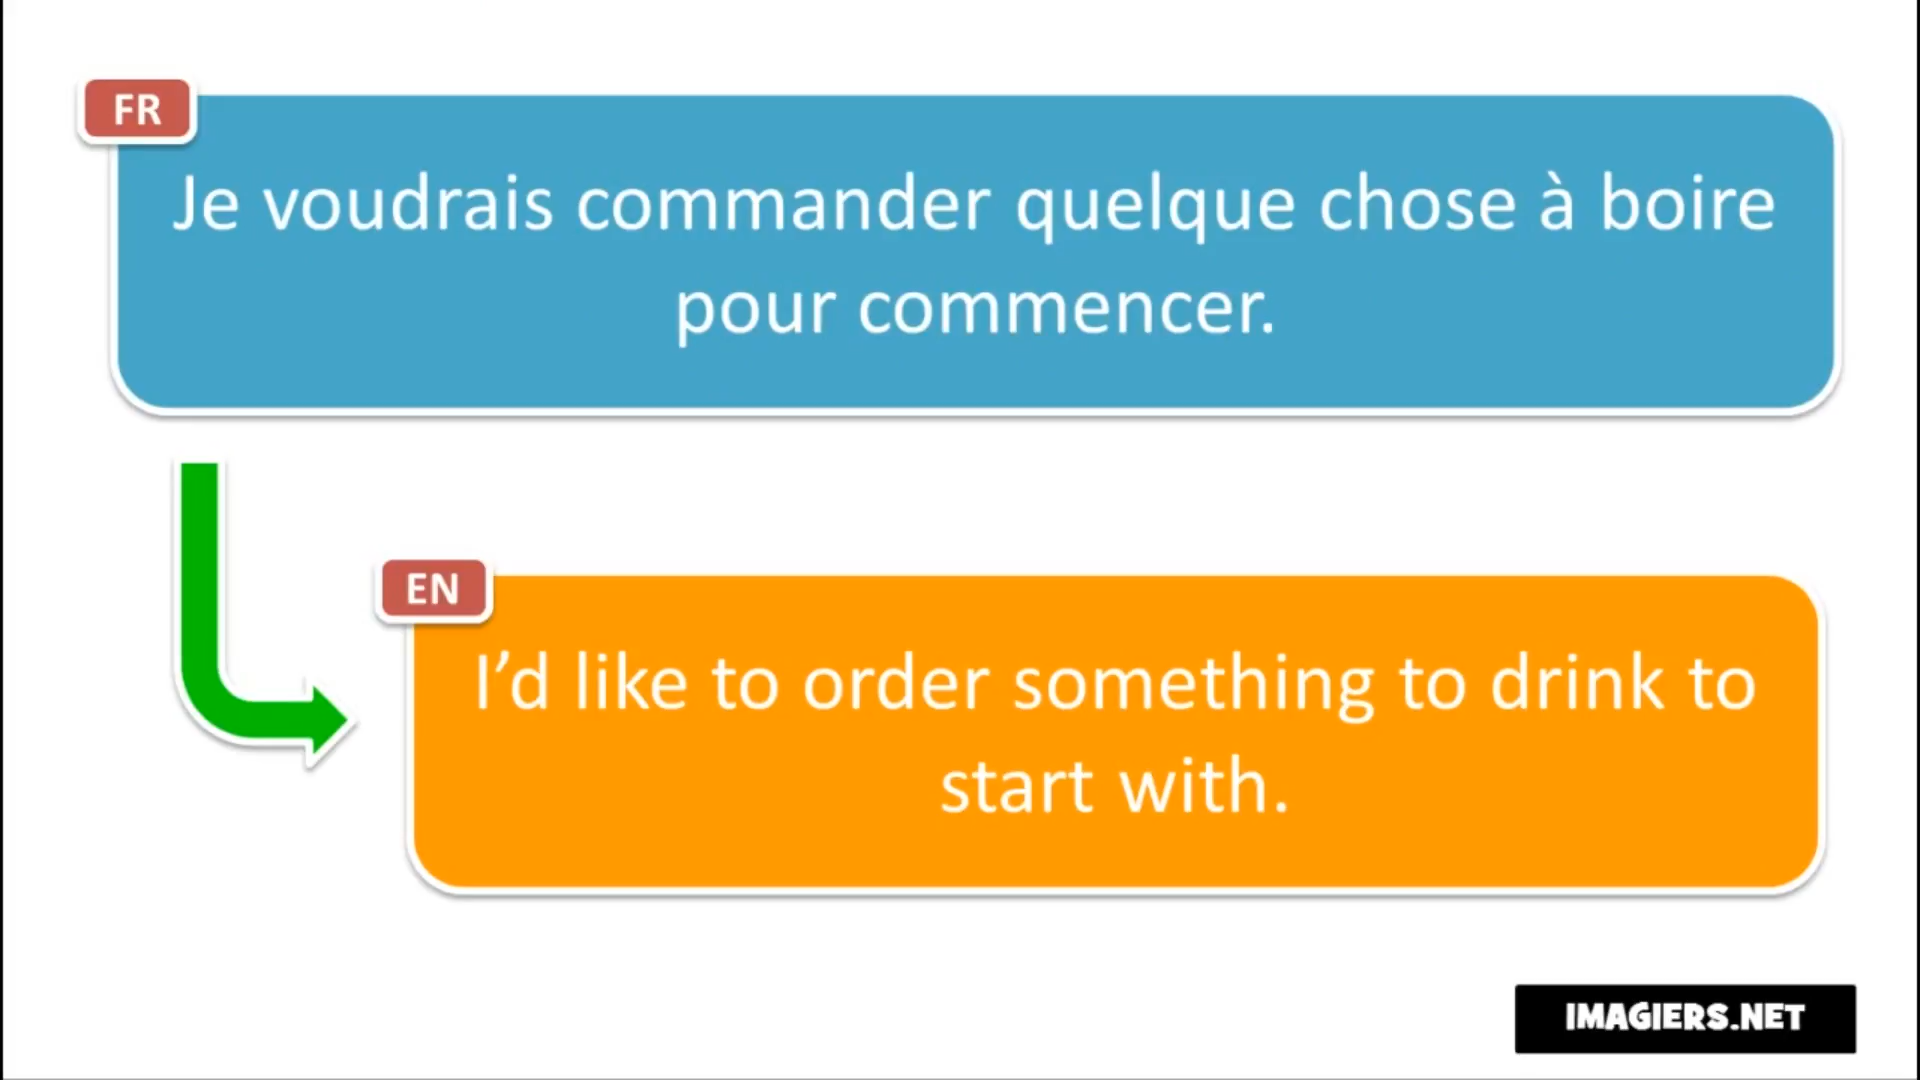 FR
Je voudrais commander quelque chose à boire
pour commencer.
EN
I’d like to order something to drink to
start with.
IMAGIERS.NET